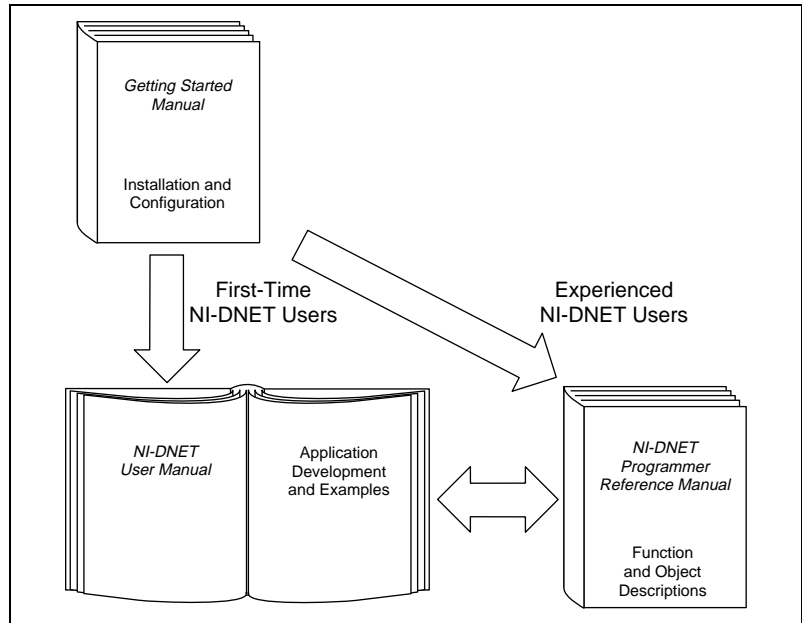 Getting Started
Manual
Installation and
Configuration
First-Time
NI-DNET Users
Experienced
NI-DNET Users
NI-DNET
User Manual
Application
Development
and Examples
NI-DNET
Programmer
Reference Manual
Function
and Object
Descriptions